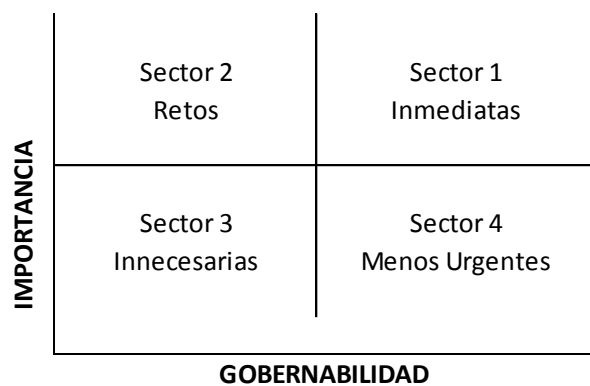 Sector 2
Retos
Sector 1
Inmediatas
IMPORTANCIA
Sector 3
Innecesarias
Sector 4
Menos Urgentes
GOBERNABILIDAD